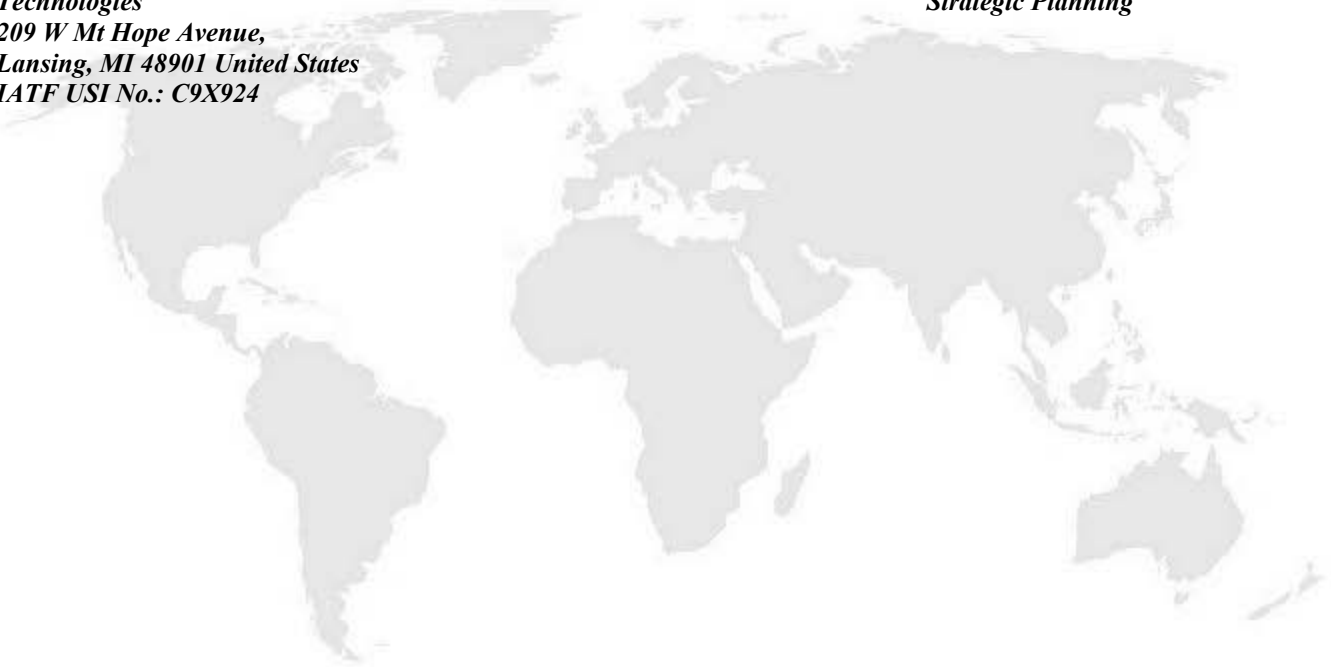 Technologies
Strategic Planning
209 W Mt Hope Avenue,
Lansing, MI 48901 United States
IATF USI No.: C9X924